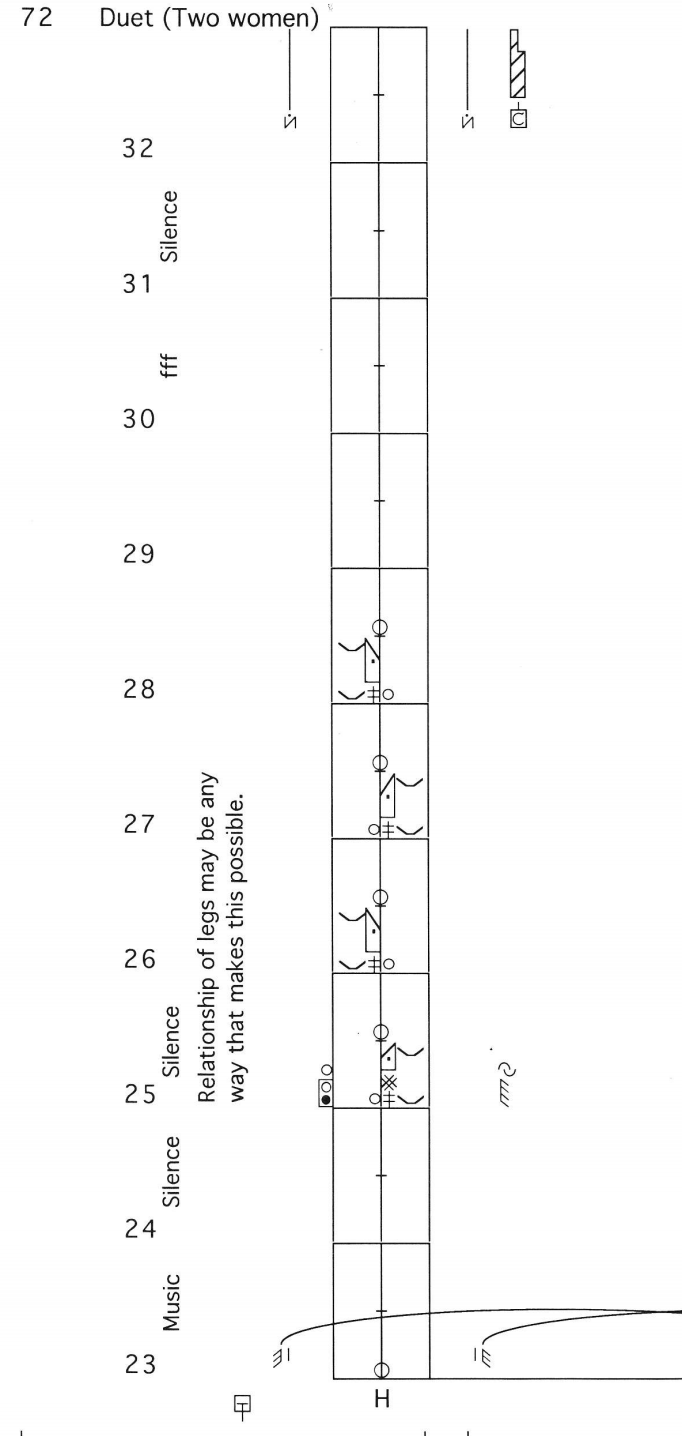 72 Duet (Two women)
32
Silence
31
fff
30
29
28
27
Relationship of legs may be any
way that makes this possible.
26
Silence
25
Silence
24
Music
23
H